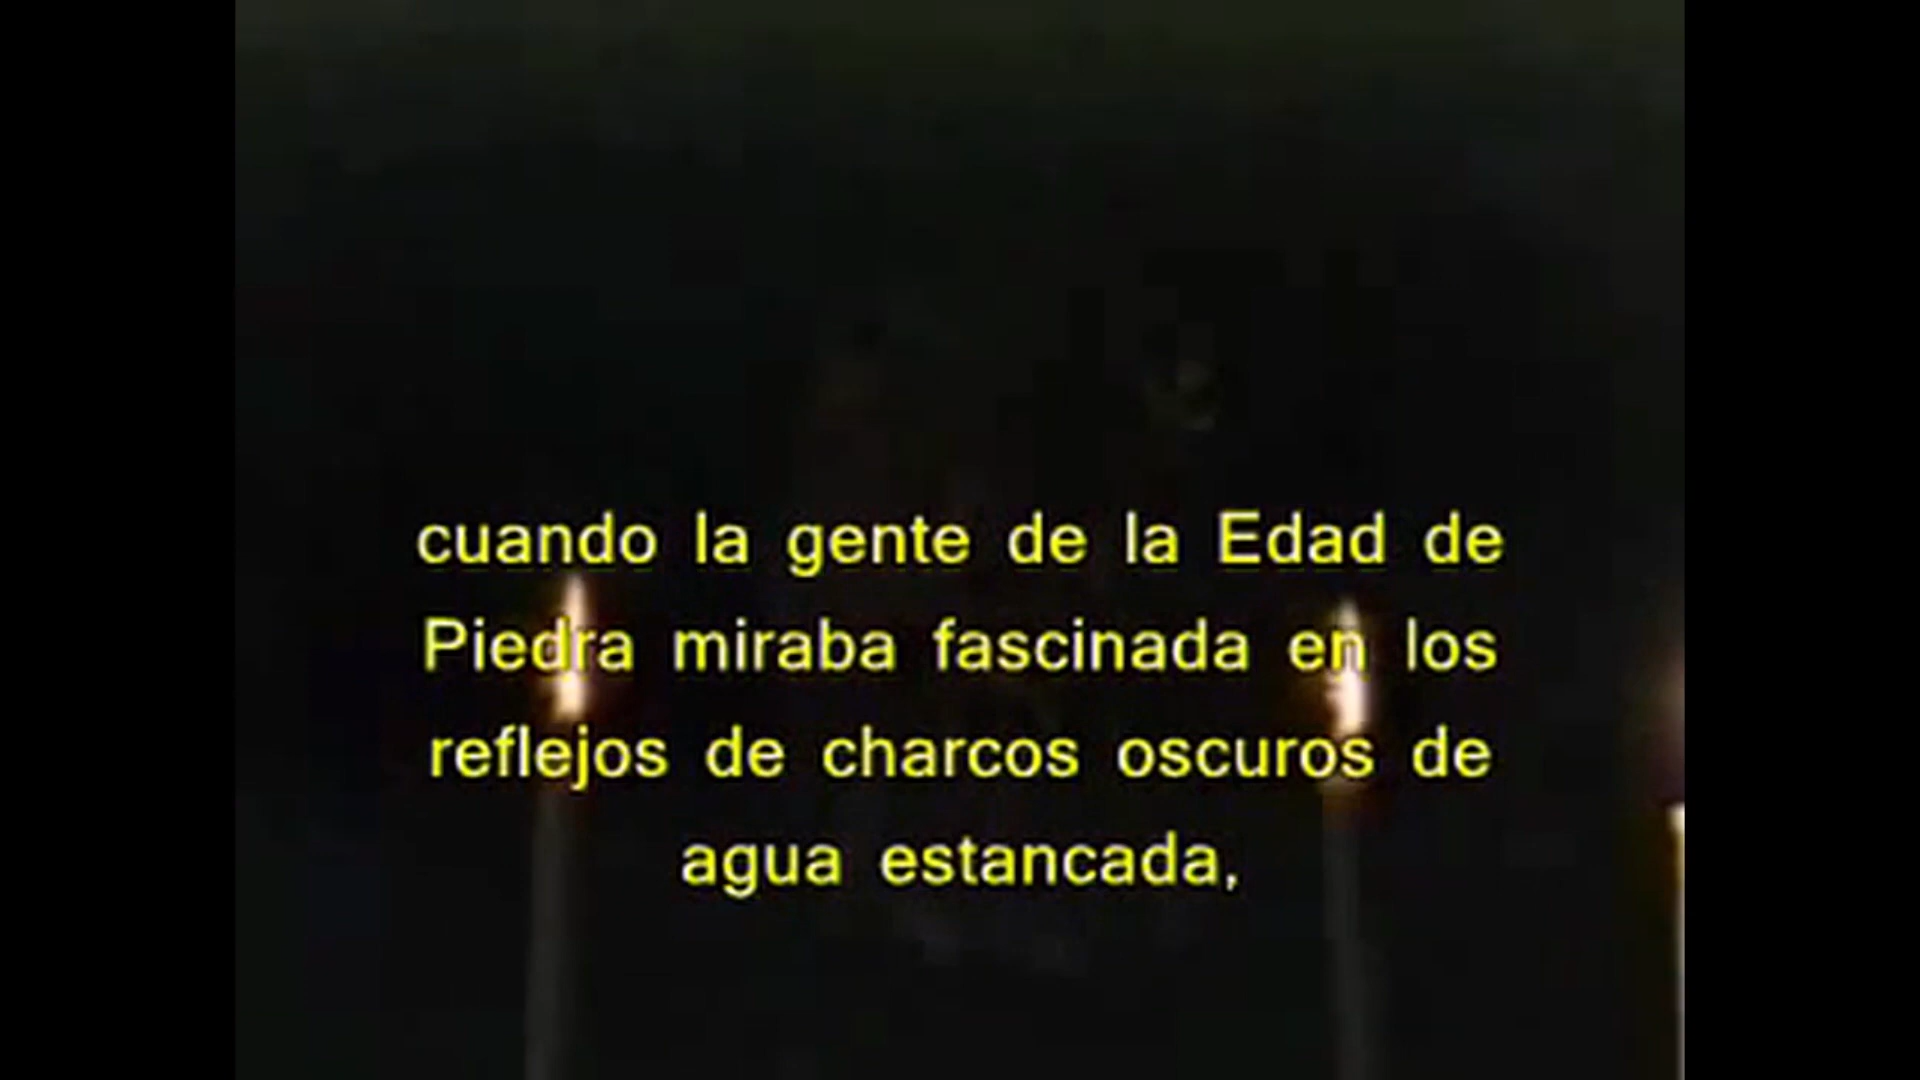 cuando la gente de la Edad de
Piedra miraba fascinada en los
reflejos de charcos oscuros de
agua estancada,